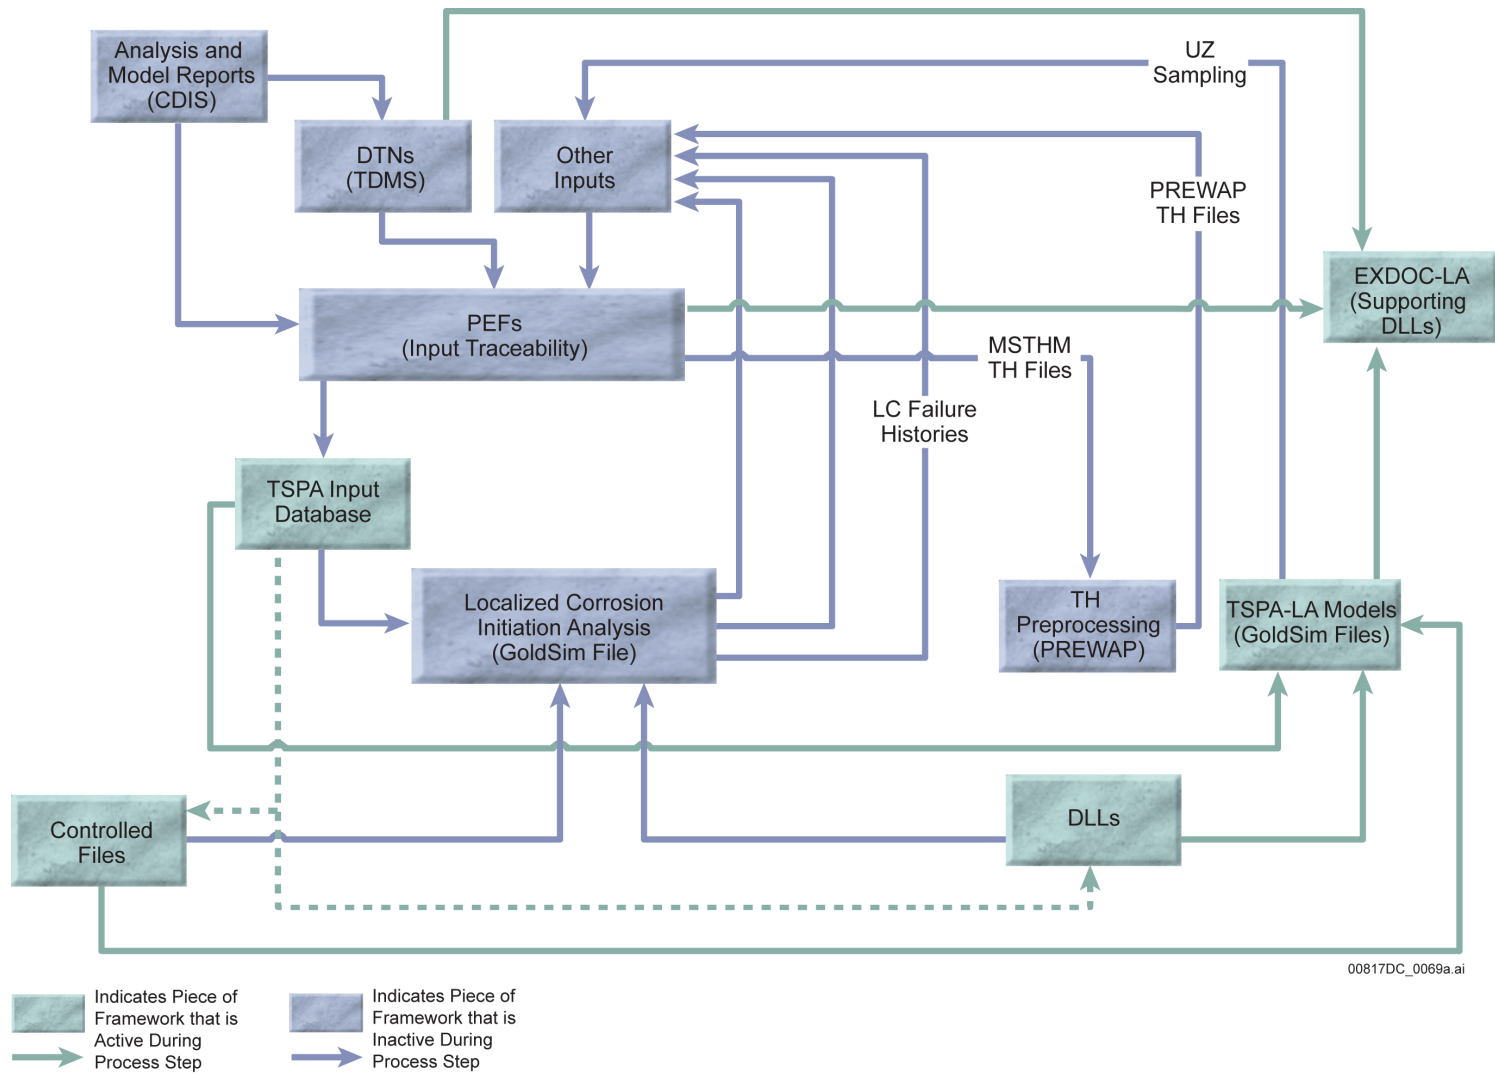 Analysis and
Model Reports
(CDIS)
UZ
Sampling
DTNs
(TDMS)
Other
Inputs
PREWAP
TH Files
EXDOC-LA
(Supporting
DLLs)
PEFs
(Input Traceability)
MSTHM
TH Files
LC Failure
Histories
TSPA Input
Database
Localized Corrosion
Initiation Analysis
(GoldSim File)
TH
Preprocessing
(PREWAP)
TSPA-LA Models
(GoldSim Files)
DLLs
Controlled
Files
00817DC_0069a.ai
Indicates Piece of
Framework that is
Active During
Process Step
Indicates Piece of
Framework that is
Inactive During
Process Step